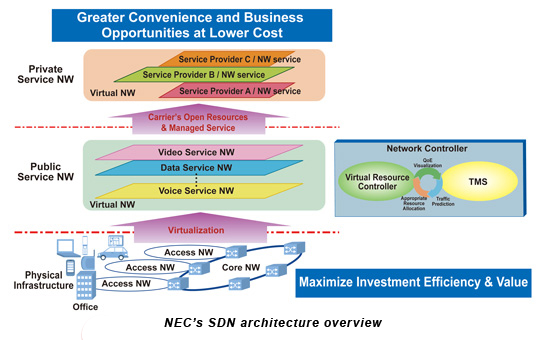 Greater Convenience and Business
Opportunities at Lower Cost
Private
Service NW
Service Provider C / NW service
Service Provider B / NW service
Service Provider A / NW service
Virtual NW
Carrier's Open Resources
& Managed Service
Public
Service NW
Video Service NW
Data Service NW
Voice Service NW
Virtual NW
Network Controller
Virtual Resource
Controller
QoE
Visualization
Appropriate
Resource
Allocation
Traffic
Prediction
TMS
Virtualization
Physical
Infrastructure
Access NW
Access NW
Access NW
Core NW
Office
Maximize Investment Efficiency & Value
NEC's SDN architecture overview